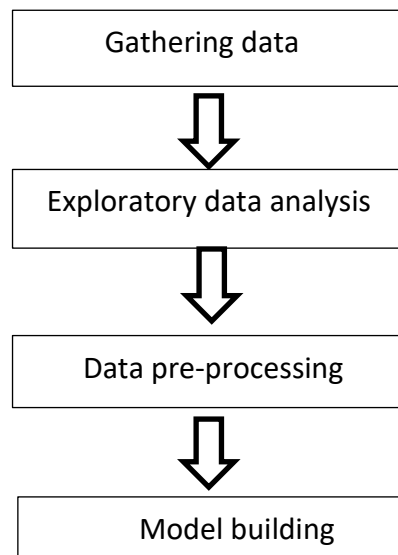 Gathering data
Exploratory data analysis
Data pre-processing
Model building